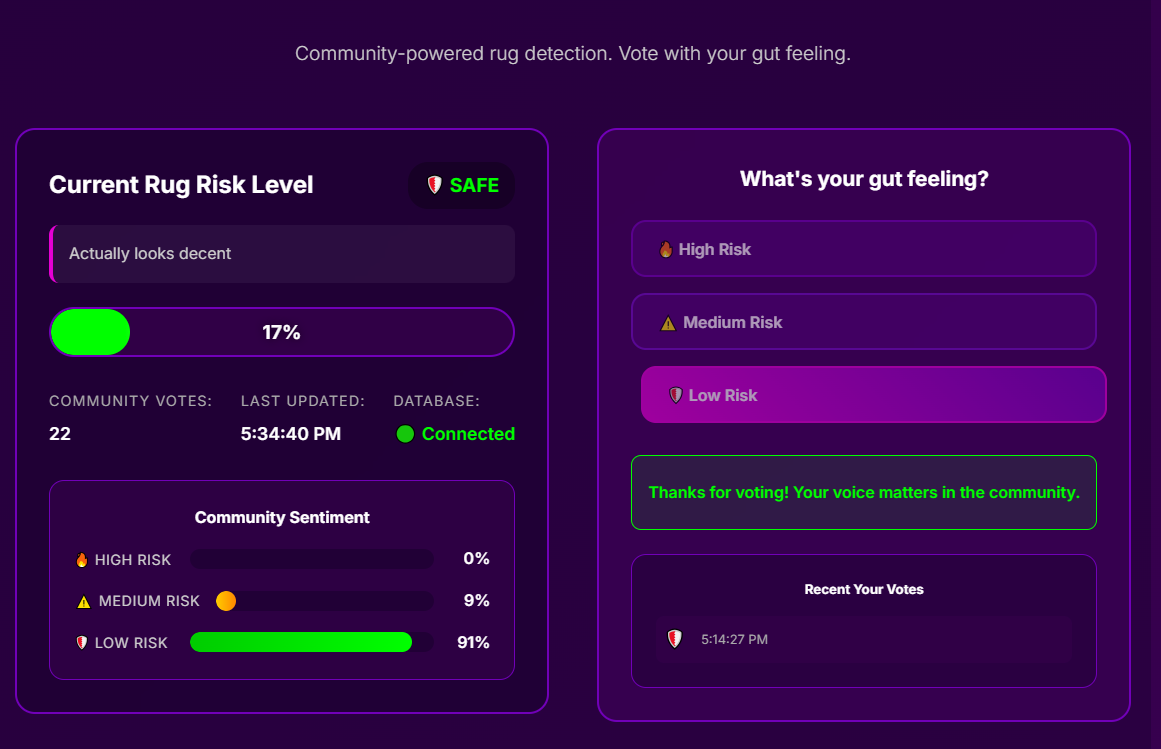 Community-powered rug detection. Vote with your gut feeling.
Current Rug Risk Level
SAFE
Actually looks decent
17%
COMMUNITY VOTES:
22
LAST UPDATED:
5:34:40 PM
DATABASE:
Connected
Community Sentiment
HIGH RISK 0%
MEDIUM RISK 9%
LOW RISK 91%
What's your gut feeling?
High Risk
Medium Risk
Low Risk
Thanks for voting! Your voice matters in the community.
Recent Your Votes
5:14:27 PM